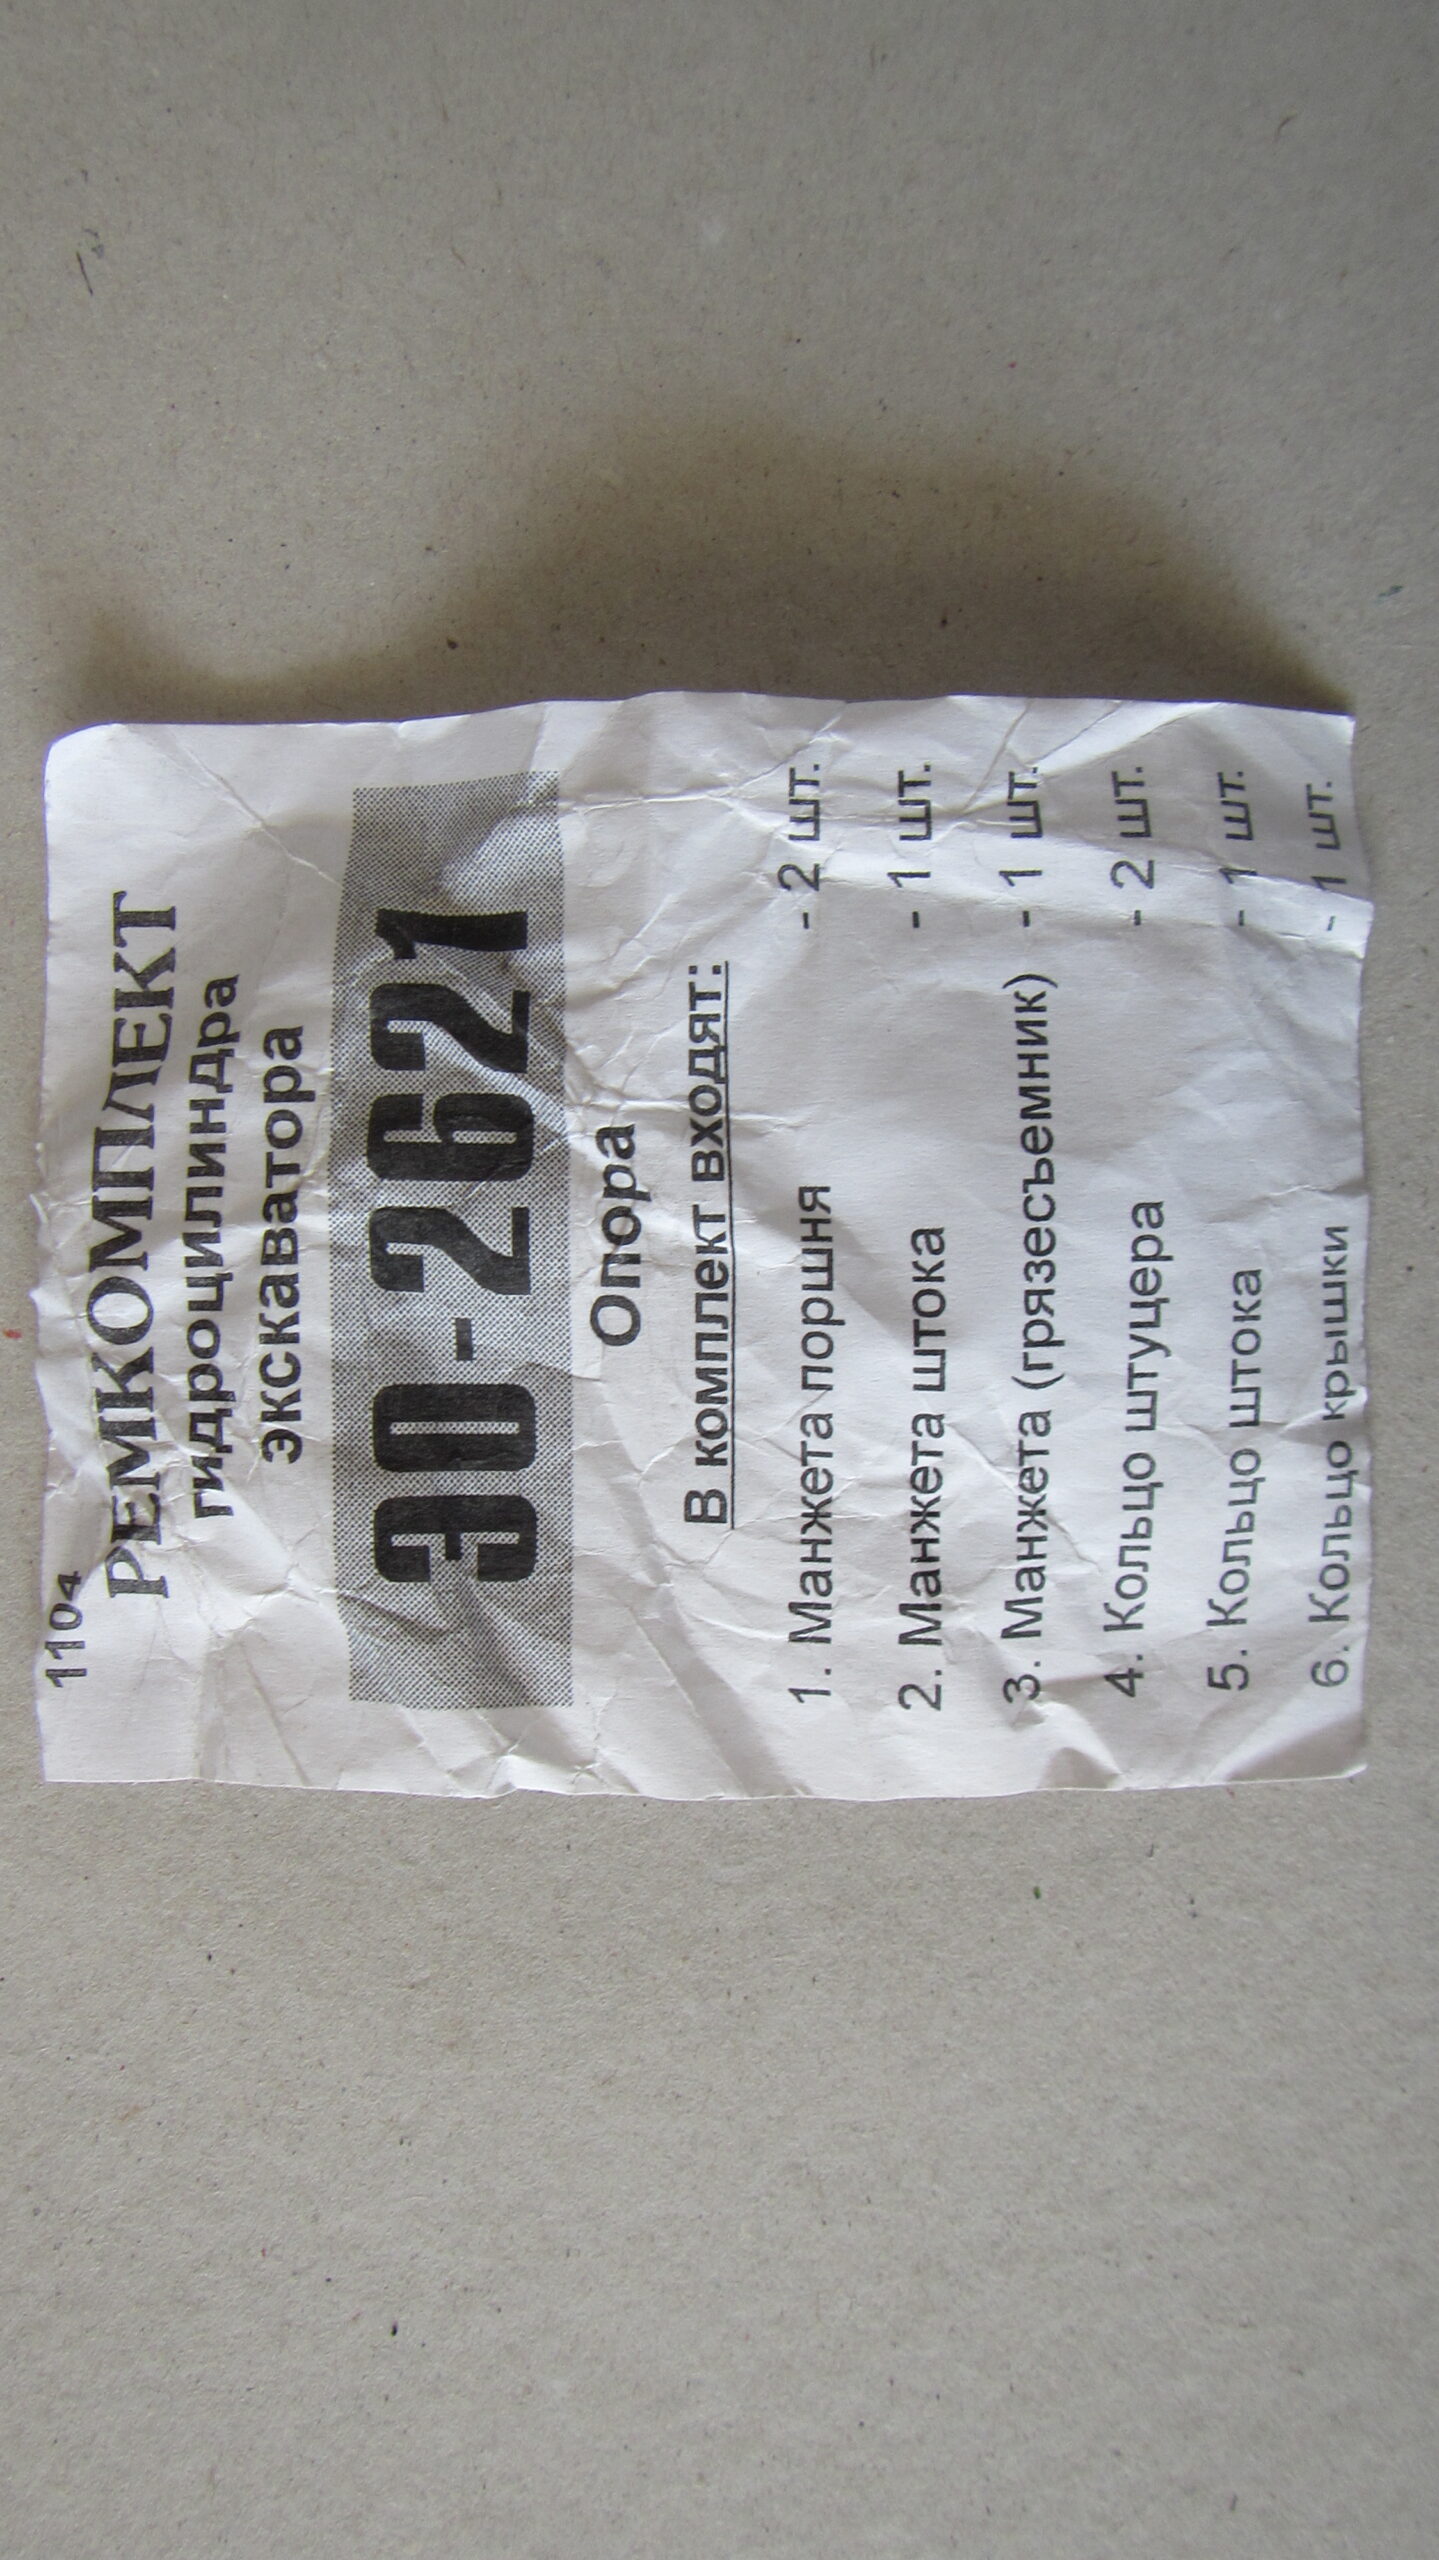 1104
РЕМКОМПЛЕКТ
гидроцилиндра
экскаватора
ЭО-2621
Опора
В комплект входят:
1. Манжета поршня - 2 шт.
2. Манжета штока - 1 шт.
3. Манжета (грязесъемник) - 1 шт.
4. Кольцо штуцера - 2 шт.
5. Кольцо штока - 1 шт.
6. Кольцо крышки - 1 шт.